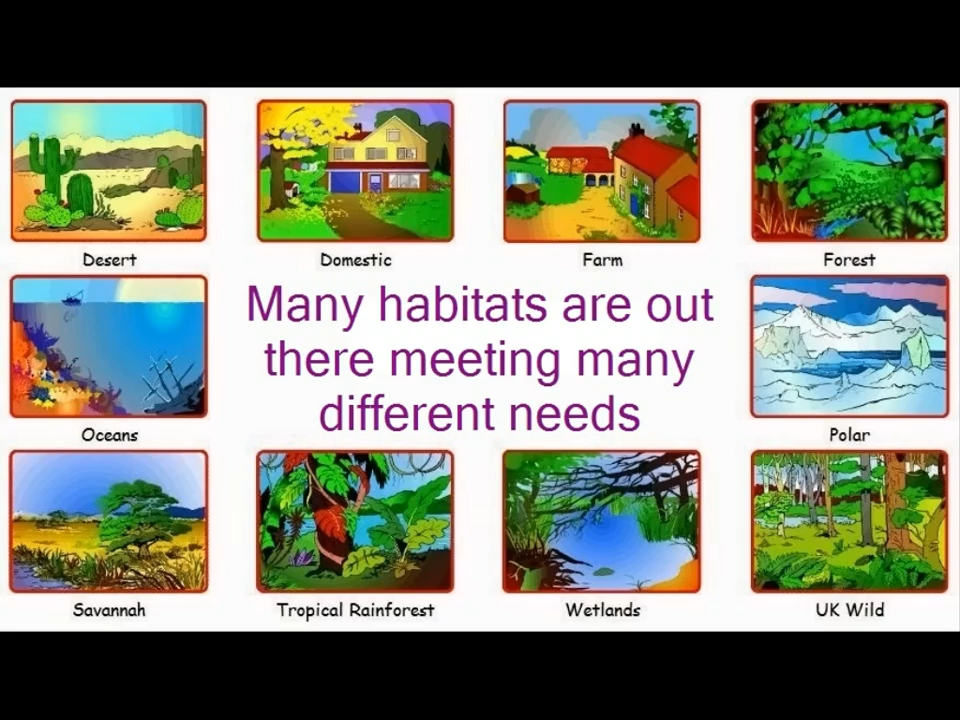 Desert Domestic Farm Forest
Many habitats are out
there meeting many
different needs
Oceans Polar
Savannah Tropical Rainforest Wetlands UK Wild